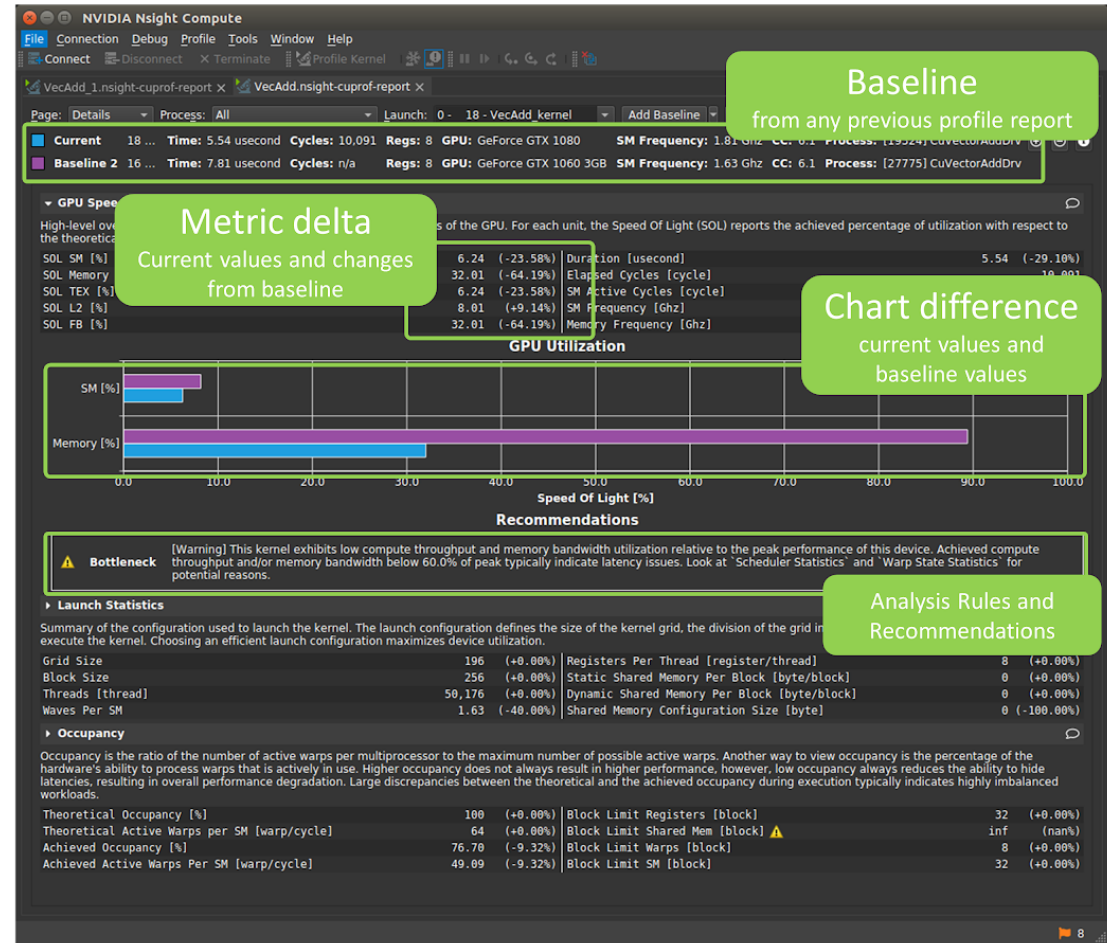 NVIDIA Nsight Compute
File Connection Debug Profile Tools Window Help
Connect Disconnect Terminate Profile Kernel
VecAdd_1.nsight-cuprof-report VecAdd.nsight-cuprof-report
Page: Details Process: All Launch: 0 - 18 - VecAdd_kernel Add Baseline
Baseline
from any previous profile report
Current 18 ... Time: 5.54 usecond Cycles: 10,091 Regs: 8 GPU: GeForce GTX 1080 SM Frequency: 1.81 Ghz CC: 6.1 Process: [19324] CuVectorAddDrv
Baseline 2 16 ... Time: 7.81 usecond Cycles: n/a Regs: 8 GPU: GeForce GTX 1060 3GB SM Frequency: 1.63 Ghz CC: 6.1 Process: [27775] CuVectorAddDrv
GPU Spee
High-level ove s of the GPU. For each unit, the Speed Of Light (SOL) reports the achieved percentage of utilization with respect to
the theoretica
Metric delta
Current values and changes
from baseline
SOL SM [%] 6.24 (-23.58%) Duration [usecond] 5.54 (-29.10%)
SOL Memory 32.01 (-64.19%) Elapsed Cycles [cycle] 10,091
SOL TEX [%] 6.24 (-23.58%) SM Active Cycles [cycle]
SOL L2 [%] 8.01 (+9.14%) SM Frequency [Ghz]
SOL FB [%] 32.01 (-64.19%) Memory Frequency [Ghz]
Chart difference
current values and
baseline values
GPU Utilization
SM [%]
Memory [%]
0.0 10.0 20.0 30.0 40.0 50.0 60.0 70.0 80.0 90.0 100.0
Speed Of Light [%]
Recommendations
Bottleneck
[Warning] This kernel exhibits low compute throughput and memory bandwidth utilization relative to the peak performance of this device. Achieved compute
throughput and/or memory bandwidth below 60.0% of peak typically indicate latency issues. Look at `Scheduler Statistics` and `Warp State Statistics` for
potential reasons.
Analysis Rules and
Recommendations
Launch Statistics
Summary of the configuration used to launch the kernel. The launch configuration defines the size of the kernel grid, the division of the grid in
execute the kernel. Choosing an efficient launch configuration maximizes device utilization.
Grid Size 196 (+0.00%) Registers Per Thread [register/thread] 8 (+0.00%)
Block Size 256 (+0.00%) Static Shared Memory Per Block [byte/block] 0 (+0.00%)
Threads [thread] 50,176 (+0.00%) Dynamic Shared Memory Per Block [byte/block] 0 (+0.00%)
Waves Per SM 1.63 (-40.00%) Shared Memory Configuration Size [byte] 0 (-100.00%)
Occupancy
Occupancy is the ratio of the number of active warps per multiprocessor to the maximum number of possible active warps. Another way to view occupancy is the percentage of the
hardware's ability to process warps that is actively in use. Higher occupancy does not always result in higher performance, however, low occupancy always reduces the ability to hide
latencies, resulting in overall performance degradation. Large discrepancies between the theoretical and the achieved occupancy during execution typically indicates highly imbalanced
workloads.
Theoretical Occupancy [%] 100 (+0.00%) Block Limit Registers [block] 32 (+0.00%)
Theoretical Active Warps per SM [warp/cycle] 64 (+0.00%) Block Limit Shared Mem [block] inf (nan%)
Achieved Occupancy [%] 76.70 (-9.32%) Block Limit Warps [block] 8 (+0.00%)
Achieved Active Warps Per SM [warp/cycle] 49.09 (-9.32%) Block Limit SM [block] 32 (+0.00%)
8